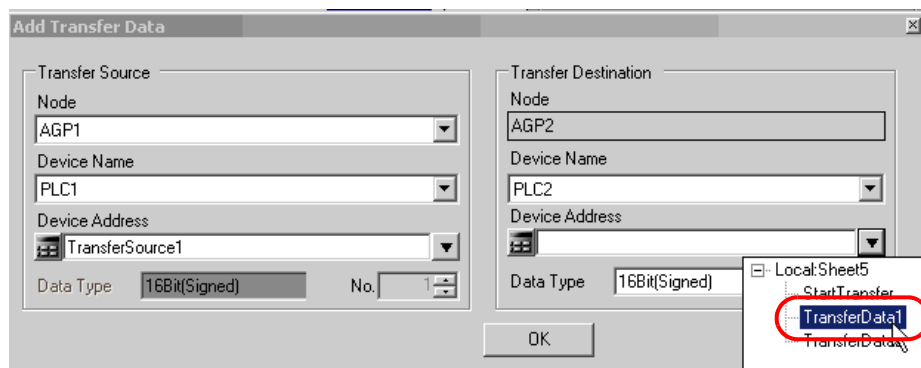 Add Transfer Data
Transfer Source
Node
AGP1
Device Name
PLC1
Device Address
TransferSource1
Data Type 16Bit(Signed) No. 1
Transfer Destination
Node
AGP2
Device Name
PLC2
Device Address
Data Type 16Bit(Signed)
Local:Sheet5
StartTransfer
TransferData1
OK